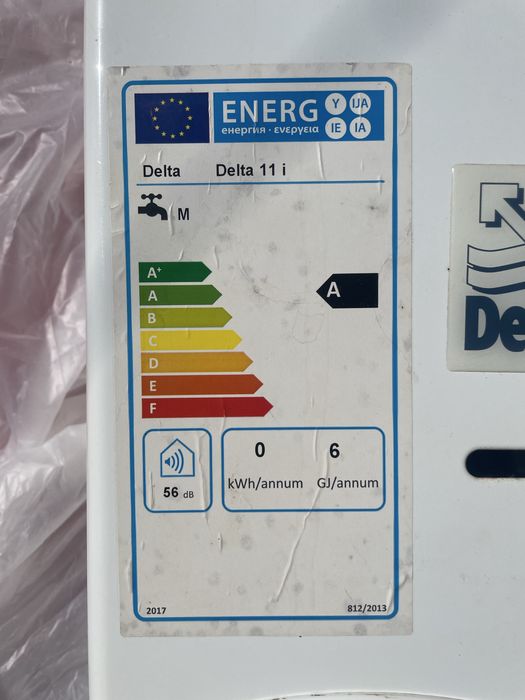 ENERG Y IJA
енергия · ενεργεια IE IA
Delta Delta 11 i
M
A+
A A
B
C
D
E
F
0 6
kWh/annum GJ/annum
56 dB
2017 812/2013
De